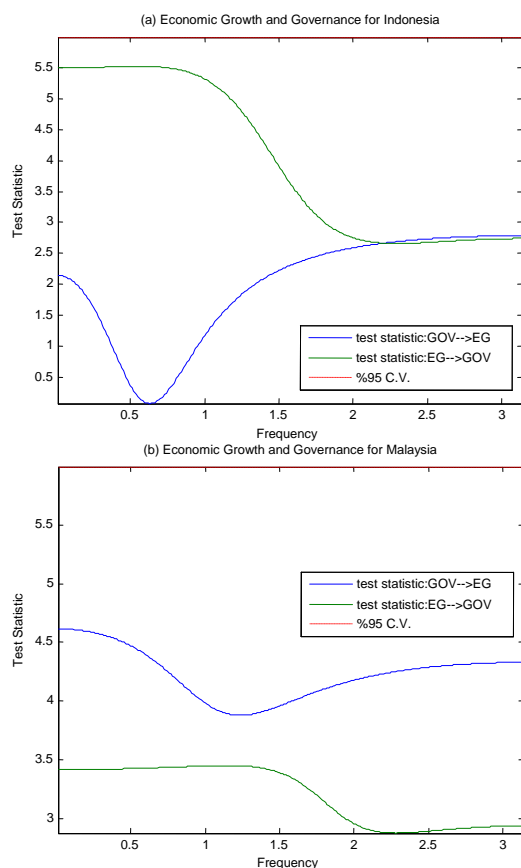 (a) Economic Growth and Governance for Indonesia
5.5
5
4.5
4
3.5
3
2.5
2
1.5
1
0.5
Test Statistic
test statistic:GOV-->EG
test statistic:EG-->GOV
%95 C.V.
0.5 1 1.5 2 2.5 3
Frequency
(b) Economic Growth and Governance for Malaysia
5.5
5
4.5
4
3.5
3
Test Statistic
test statistic:GOV-->EG
test statistic:EG-->GOV
%95 C.V.
0.5 1 1.5 2 2.5 3
Frequency